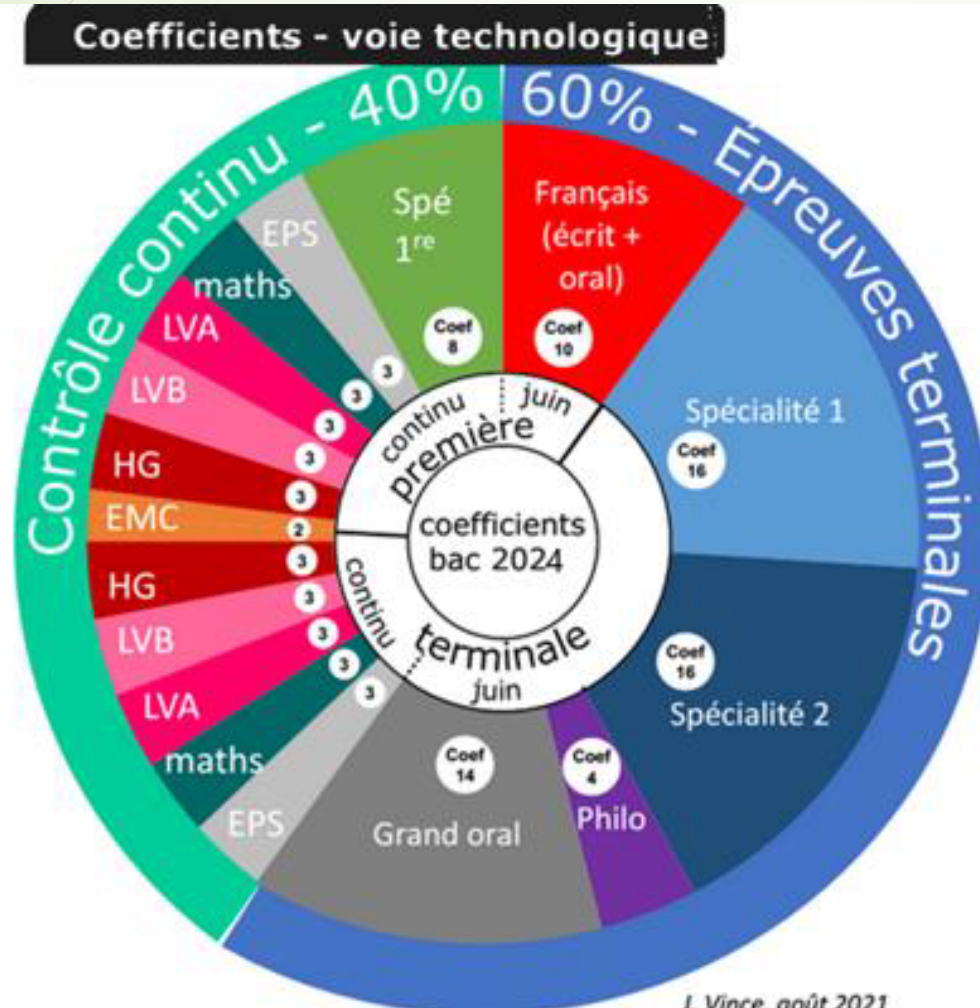 Coefficients - voie technologique
Contrôle continu - 40%
60% - Épreuves terminales
Spé
1re
Coef
8
Français
(écrit +
oral)
Coef
10
Spécialité 1
Coef
16
Coef
16
Spécialité 2
Coef
4
Philo
Coef
14
Grand oral
EPS
3
maths
3
LVA
3
LVB
3
HG
3
EMC
2
HG
3
LVB
3
LVA
3
maths
3
EPS
3
continu
juin
première
coefficients
bac 2024
continu
terminale
juin
J. Vince, août 2021